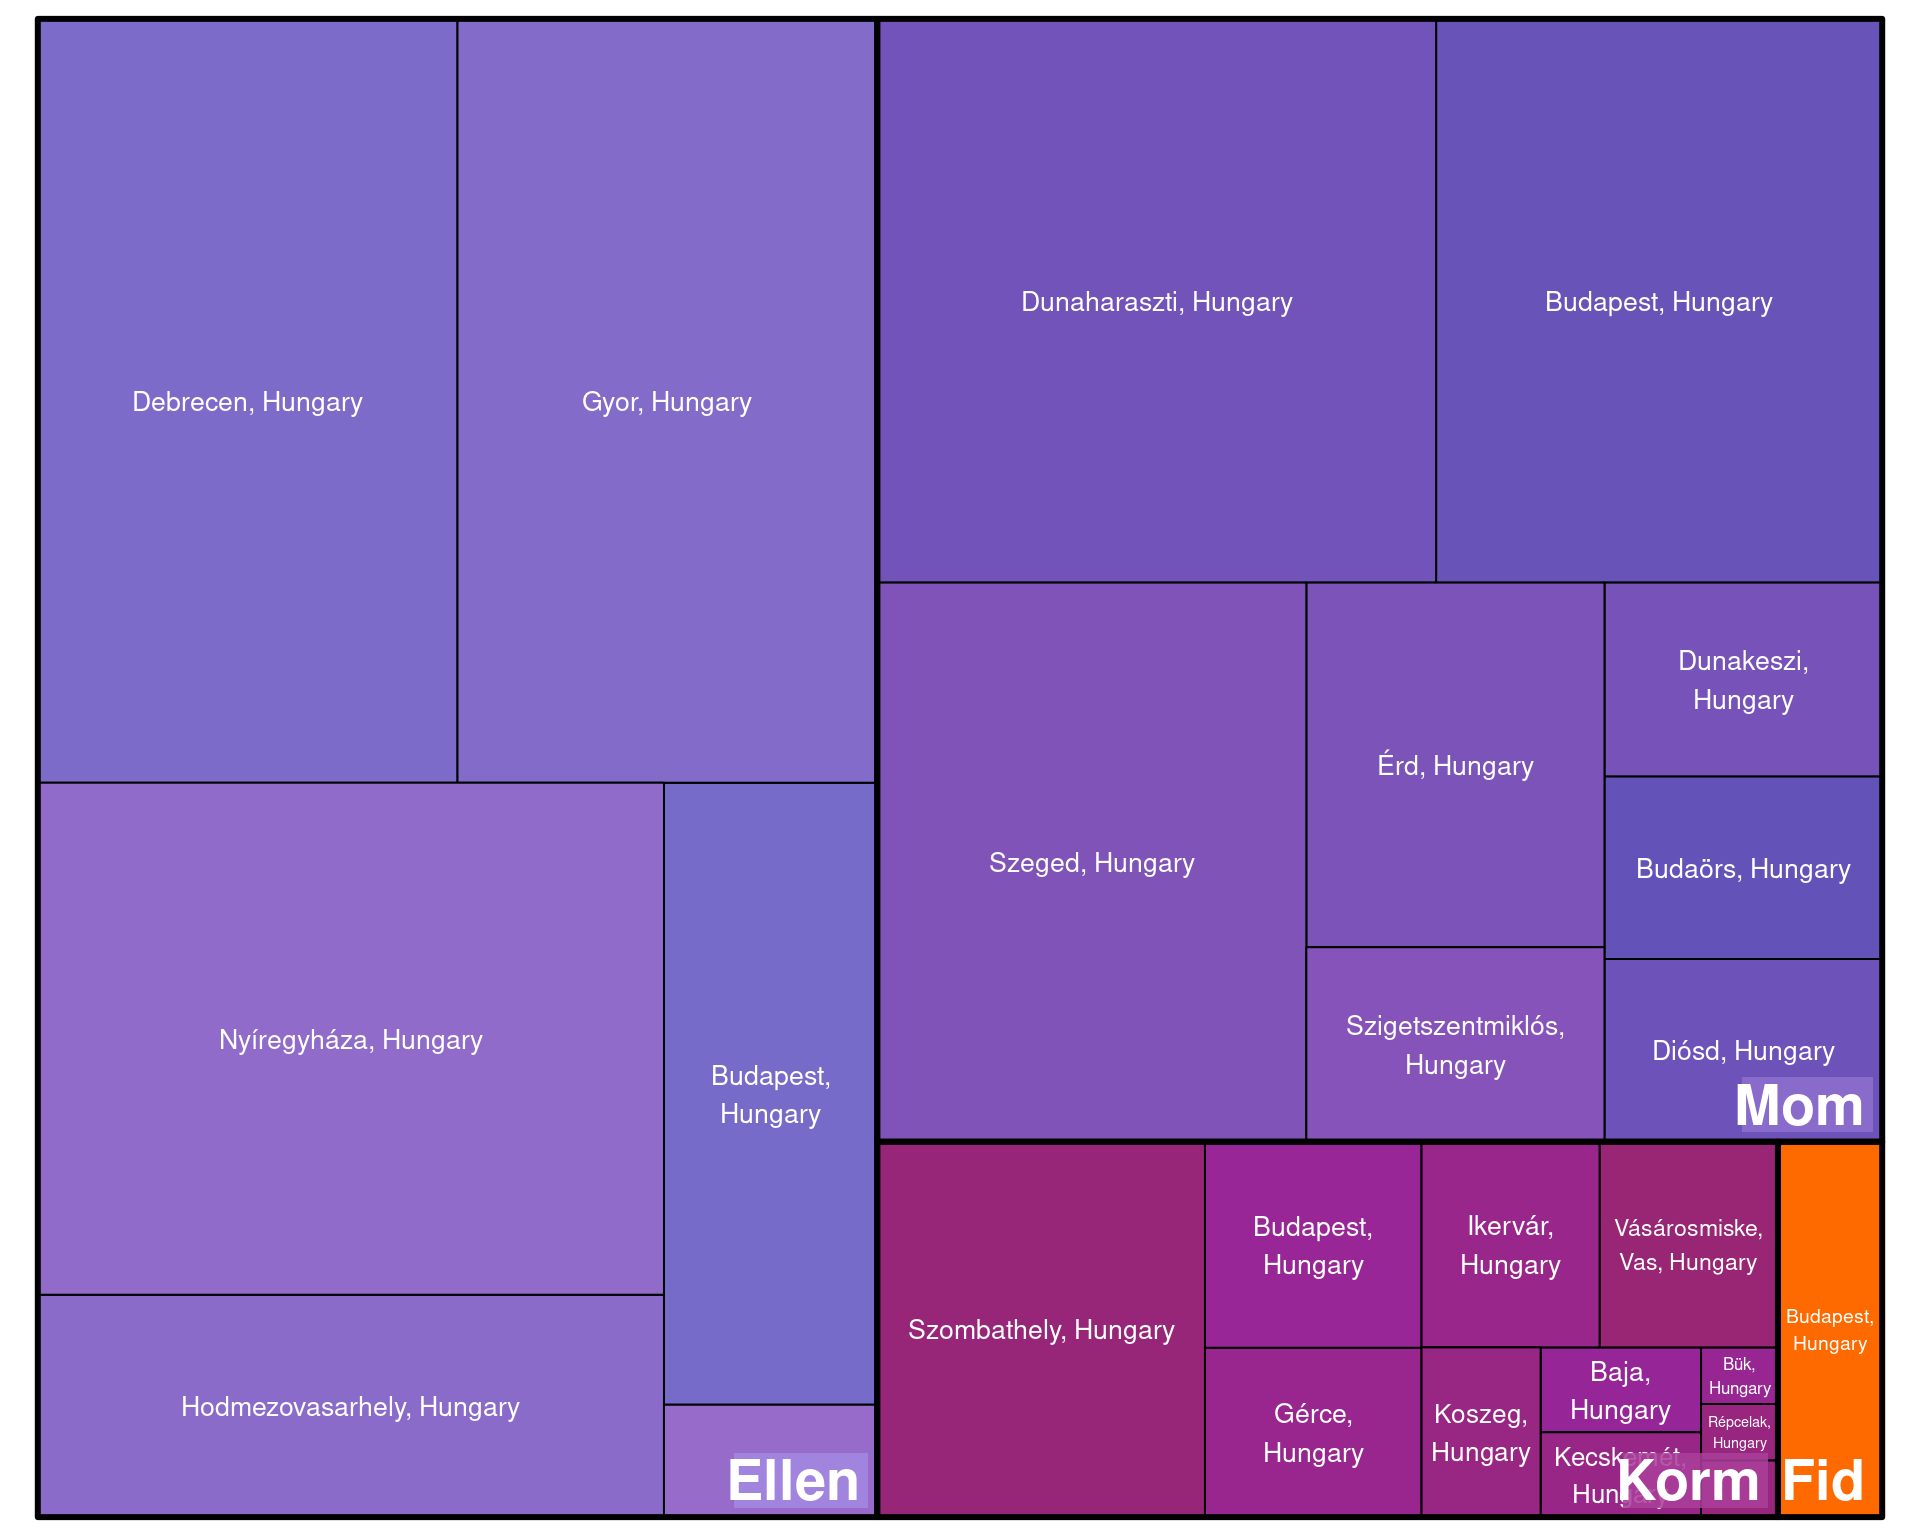 Debrecen, Hungary
Gyor, Hungary
Nyíregyháza, Hungary
Budapest,
Hungary
Hodmezovasarhely, Hungary
Ellen
Dunaharaszti, Hungary
Budapest, Hungary
Szeged, Hungary
Érd, Hungary
Dunakeszi,
Hungary
Budaörs, Hungary
Szigetszentmiklós,
Hungary
Diósd, Hungary
Mom
Szombathely, Hungary
Budapest,
Hungary
Ikervár,
Hungary
Vásárosmiske,
Vas, Hungary
Gérce,
Hungary
Koszeg,
Hungary
Baja,
Hungary
Bük,
Hungary
Répcelak,
Hungary
Kecskemét,
Hungary
Korm
Budapest,
Hungary
Fid